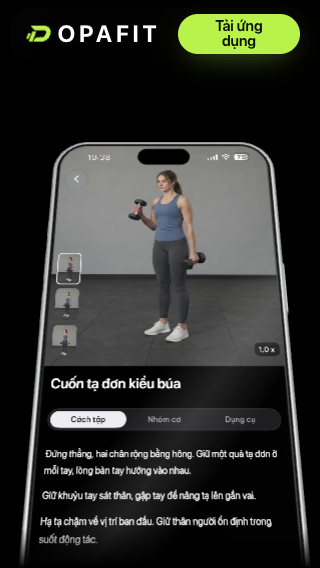 OPAFIT
Tải ứng
dụng
10:38
73
1,0 x
Cuốn tạ đơn kiểu búa
Cách tập
Nhóm cơ
Dụng cụ
Đứng thẳng, hai chân rộng bằng hông. Giữ một quả tạ đơn ở
mỗi tay, lòng bàn tay hướng vào nhau.
Giữ khuỷu tay sát thân, gập tay để nâng tạ lên gần vai.
Hạ tạ chậm về vị trí ban đầu. Giữ thân người ổn định trong
suốt động tác.